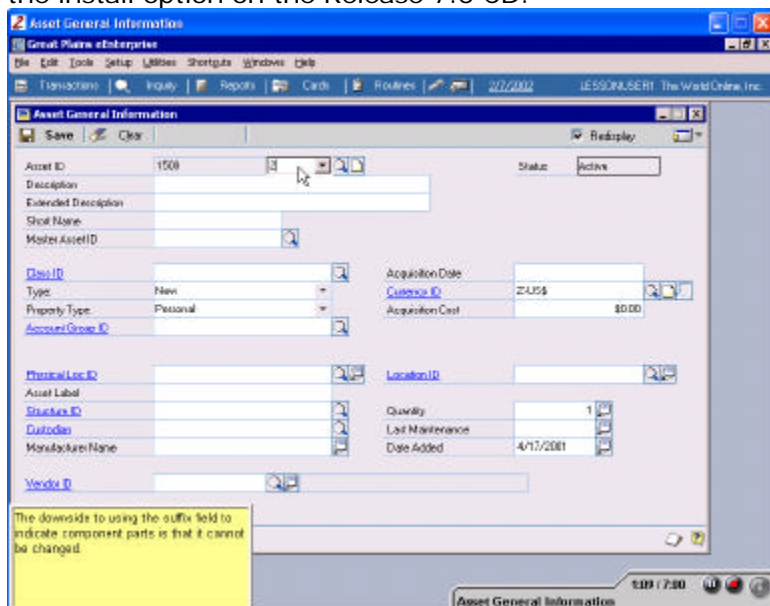 the install option on the Release 7.5 CD.
Asset General Information
Great Plains eEnterprise
File Edit Tools Setup Utilities Shortcuts Windows Help
Transactions Inquiry Reports Cards Routines 2/7/2002 LESSONUSER1 The World Online, Inc.
Asset General Information
Save Clear Redisplay
Asset ID 1508 2 Status Active
Description
Extended Description
Short Name
Master Asset ID
Class ID Acquisition Date
Type: New Currency ID Z-US$
Property Type: Personal Acquisition Cost $0.00
Account Group ID
Physical Loc ID Location ID
Asset Label
Structure ID Quantity 1
Custodian Last Maintenance
Manufacturer Name Date Added 4/17/2001
Vendor ID
The downside to using the suffix field to
indicate component parts is that it cannot
be changed.
1:09 / 7:00
Asset General Information